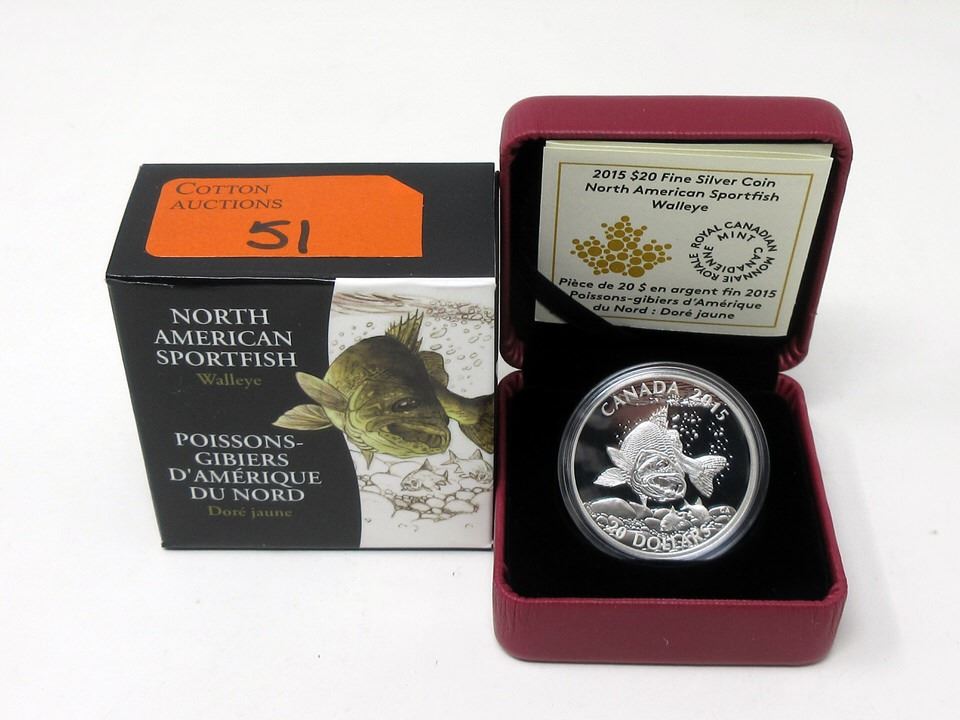 COTTON
AUCTIONS
51
NORTH
AMERICAN
SPORTFISH
Walleye
POISSONS-
GIBIERS
D'AMÉRIQUE
DU NORD
Doré jaune
2015 $20 Fine Silver Coin
North American Sportfish
Walleye
ROYAL CANADIAN MINT
MONNAIE ROYALE CANADIENNE
Pièce de 20 $ en argent fin 2015
Poissons-gibiers d'Amérique
du Nord : Doré jaune
CANADA 2015
CA
20 DOLLARS